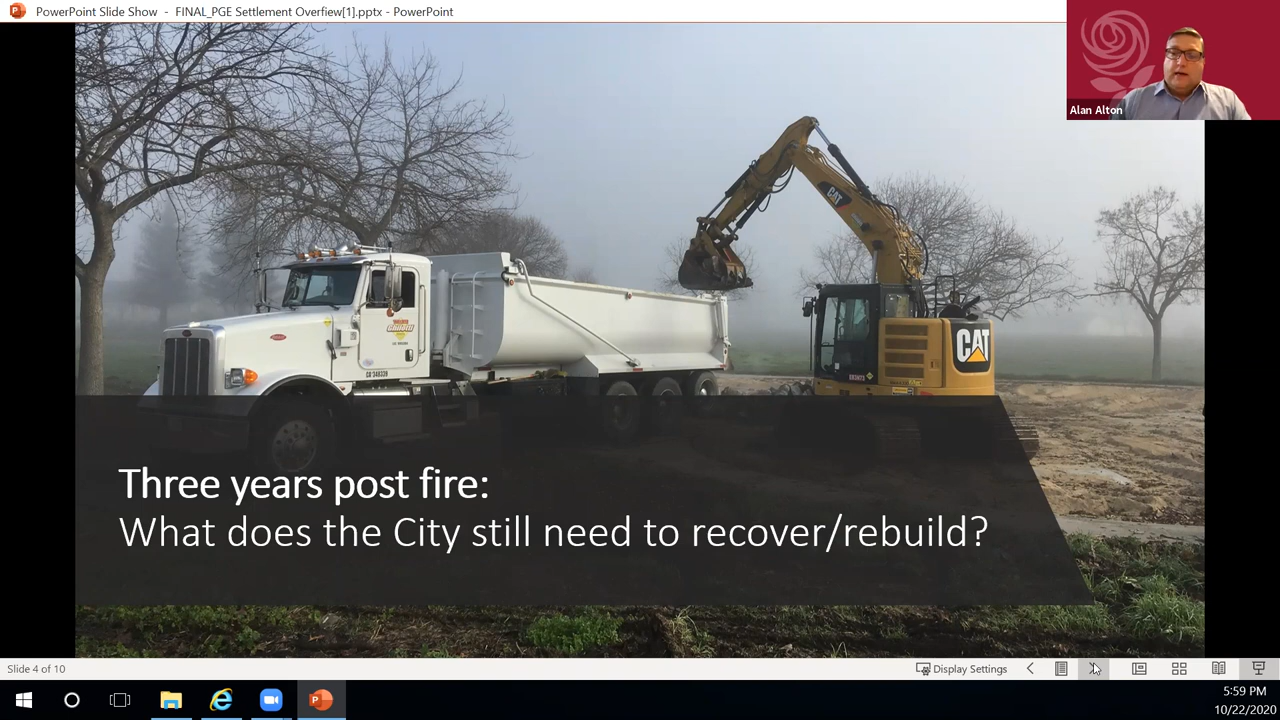 PowerPoint Slide Show - FINAL_PGE Settlement Overfiew[1].pptx - PowerPoint
Alan Alton
CAT
CAT
CA 348339
Three years post fire:
What does the City still need to recover/rebuild?
Slide 4 of 10
Display Settings
5:59 PM
10/22/2020